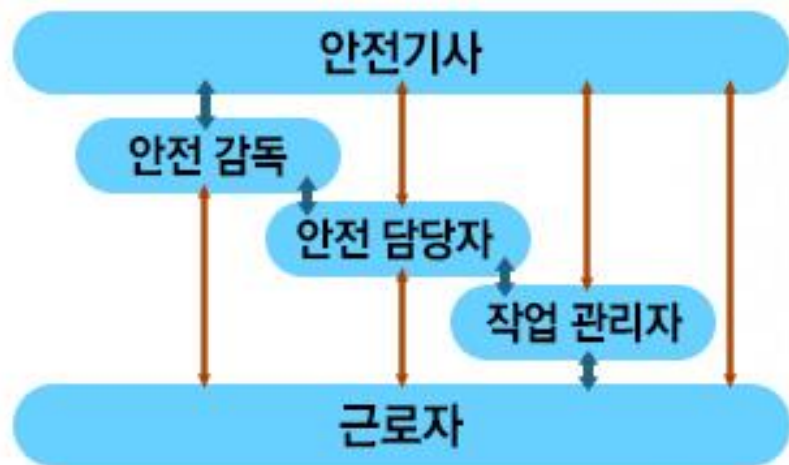 안전기사
안전 감독
안전 담당자
작업 관리자
근로자